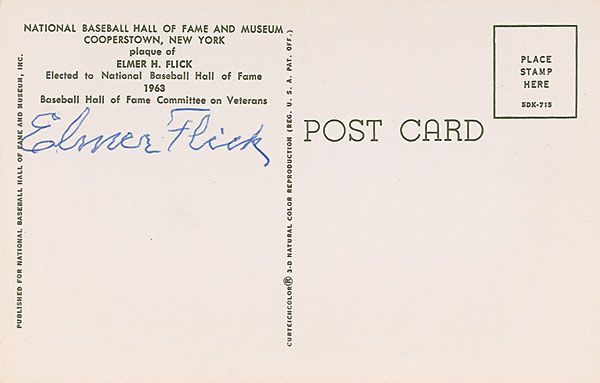 NATIONAL BASEBALL HALL OF FAME AND MUSEUM
COOPERSTOWN, NEW YORK
plaque of
ELMER H. FLICK
Elected to National Baseball Hall of Fame
1963
Baseball Hall of Fame Committee on Veterans
Elmer Flick
PUBLISHED FOR NATIONAL BASEBALL HALL OF FAME AND MUSEUM, INC.
CURTEICHCOLOR® 3-D NATURAL COLOR REPRODUCTION (REG. U. S. A. PAT. OFF.)
POST CARD
PLACE
STAMP
HERE
5DK-715